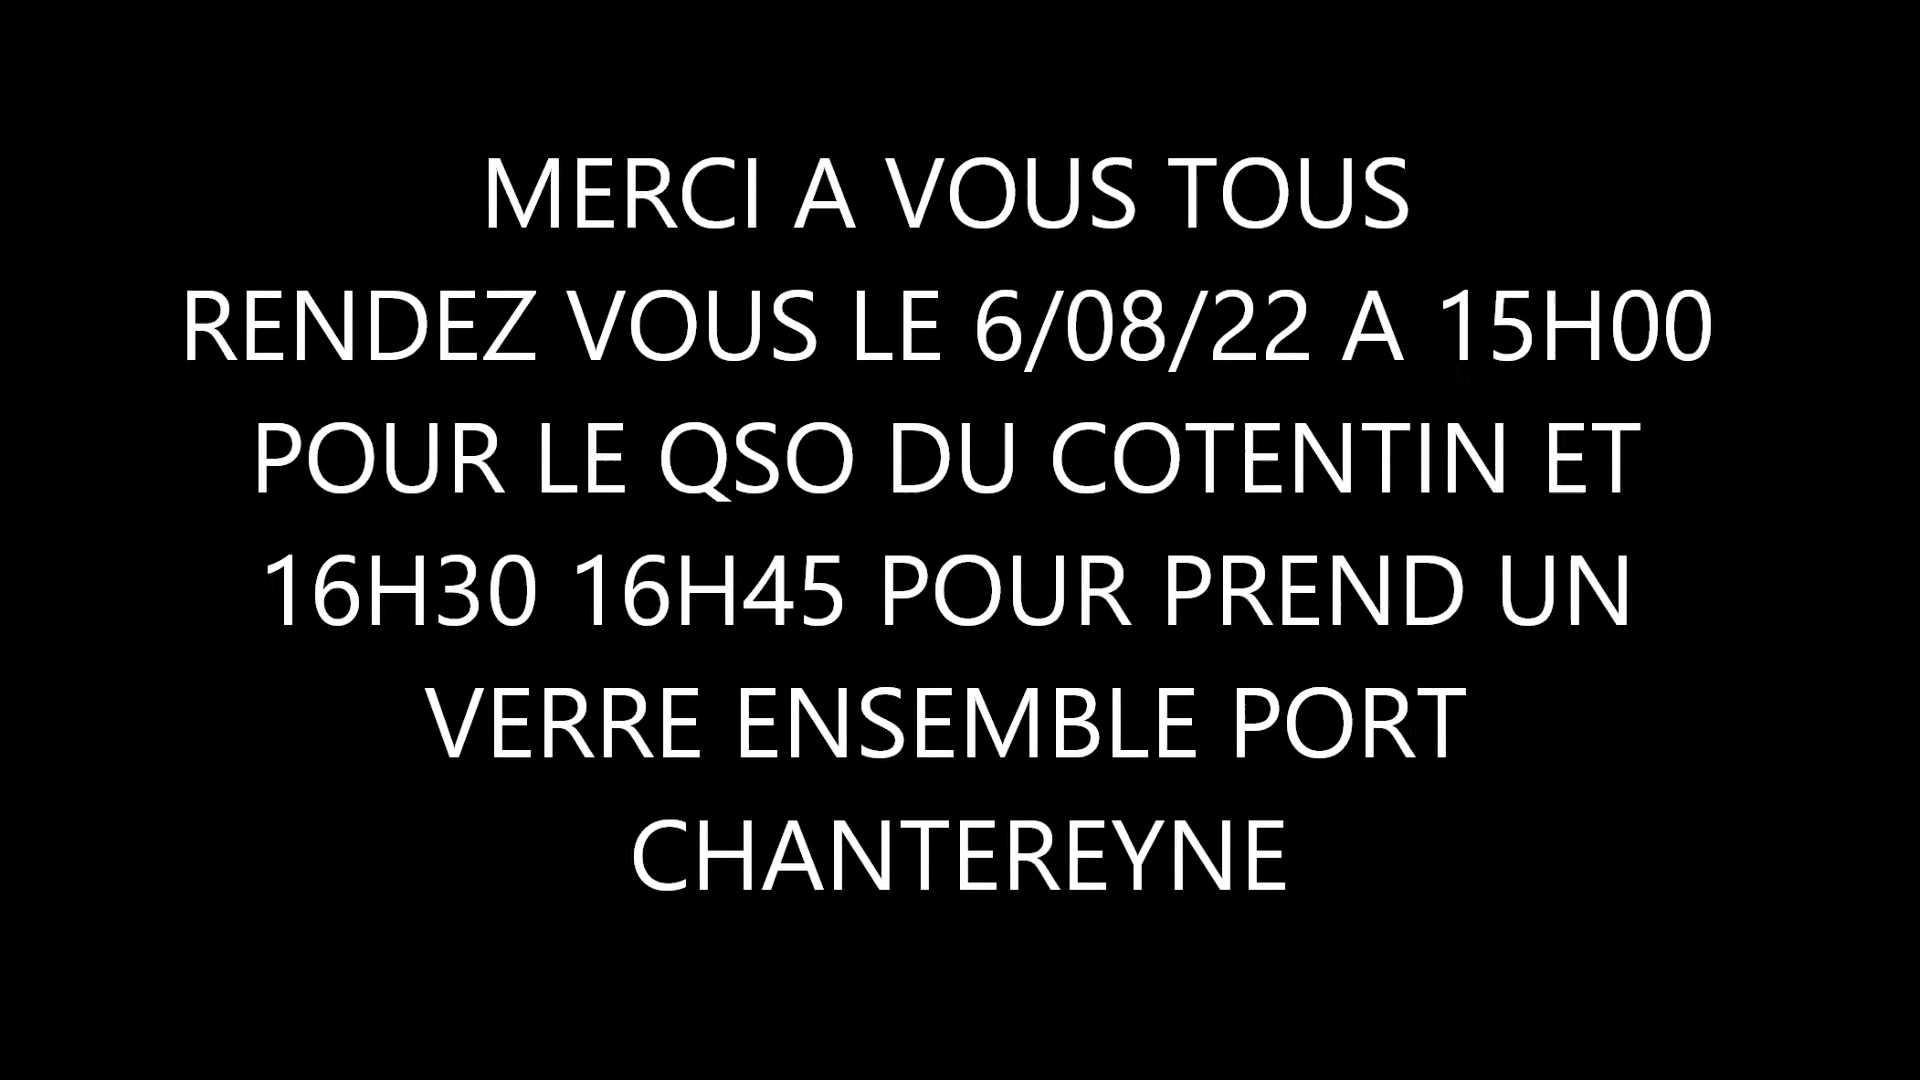 MERCI A VOUS TOUS
RENDEZ VOUS LE 6/08/22 A 15H00
POUR LE QSO DU COTENTIN ET
16H30 16H45 POUR PREND UN
VERRE ENSEMBLE PORT
CHANTEREYNE